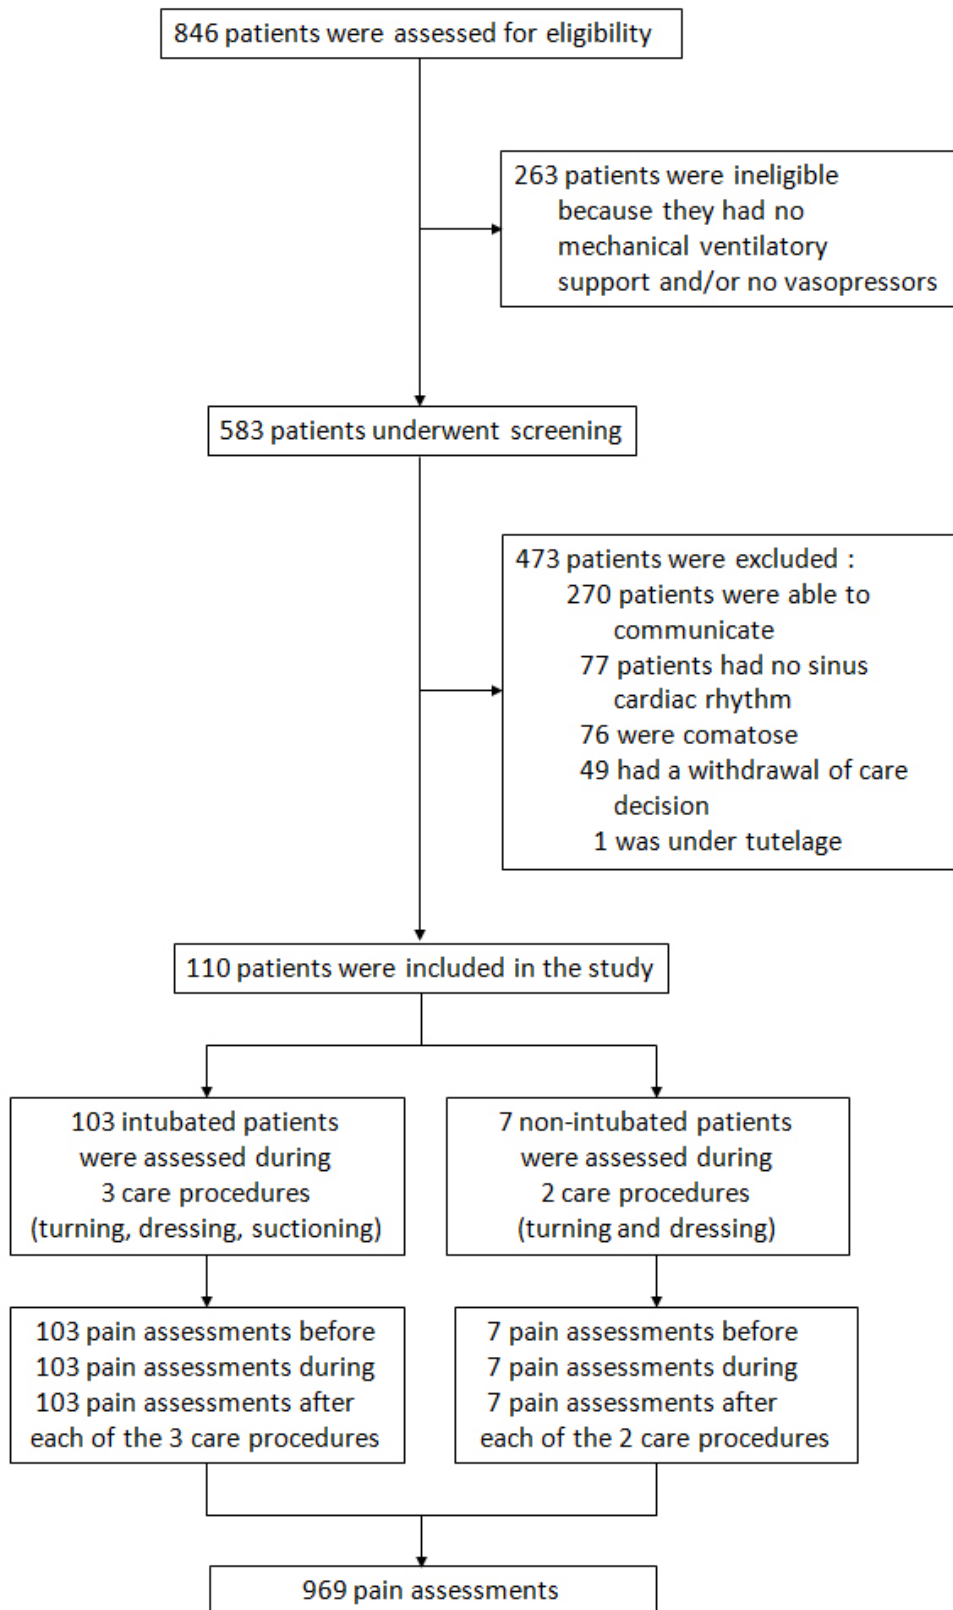 846 patients were assessed for eligibility
263 patients were ineligible
because they had no
mechanical ventilatory
support and/or no vasopressors
583 patients underwent screening
473 patients were excluded :
270 patients were able to
communicate
77 patients had no sinus
cardiac rhythm
76 were comatose
49 had a withdrawal of care
decision
1 was under tutelage
110 patients were included in the study
103 intubated patients
were assessed during
3 care procedures
(turning, dressing, suctioning)
7 non-intubated patients
were assessed during
2 care procedures
(turning and dressing)
103 pain assessments before
103 pain assessments during
103 pain assessments after
each of the 3 care procedures
7 pain assessments before
7 pain assessments during
7 pain assessments after
each of the 2 care procedures
969 pain assessments